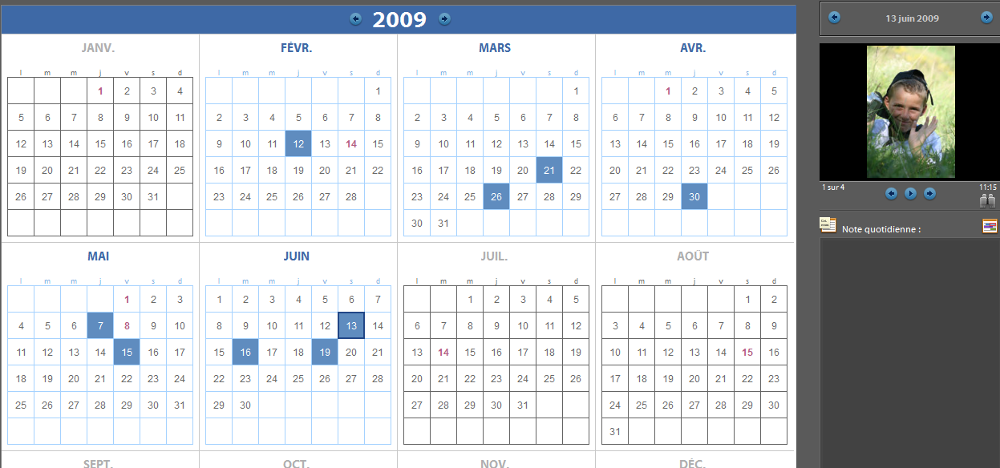 2009
13 juin 2009
JANV.
l m m j v s d
1 2 3 4
5 6 7 8 9 10 11
12 13 14 15 16 17 18
19 20 21 22 23 24 25
26 27 28 29 30 31
FÉVR.
l m m j v s d
1
2 3 4 5 6 7 8
9 10 11 12 13 14 15
16 17 18 19 20 21 22
23 24 25 26 27 28
MARS
l m m j v s d
1
2 3 4 5 6 7 8
9 10 11 12 13 14 15
16 17 18 19 20 21 22
23 24 25 26 27 28 29
30 31
AVR.
l m m j v s d
1 2 3 4 5
6 7 8 9 10 11 12
13 14 15 16 17 18 19
20 21 22 23 24 25 26
27 28 29 30
MAI
l m m j v s d
1 2 3
4 5 6 7 8 9 10
11 12 13 14 15 16 17
18 19 20 21 22 23 24
25 26 27 28 29 30 31
JUIN
l m m j v s d
1 2 3 4 5 6 7
8 9 10 11 12 13 14
15 16 17 18 19 20 21
22 23 24 25 26 27 28
29 30
JUIL.
l m m j v s d
1 2 3 4 5
6 7 8 9 10 11 12
13 14 15 16 17 18 19
20 21 22 23 24 25 26
27 28 29 30 31
AOÛT
l m m j v s d
1 2
3 4 5 6 7 8 9
10 11 12 13 14 15 16
17 18 19 20 21 22 23
24 25 26 27 28 29 30
31
SEPT.
OCT.
NOV.
DÉC.
1 sur 4
11:15
Note quotidienne :